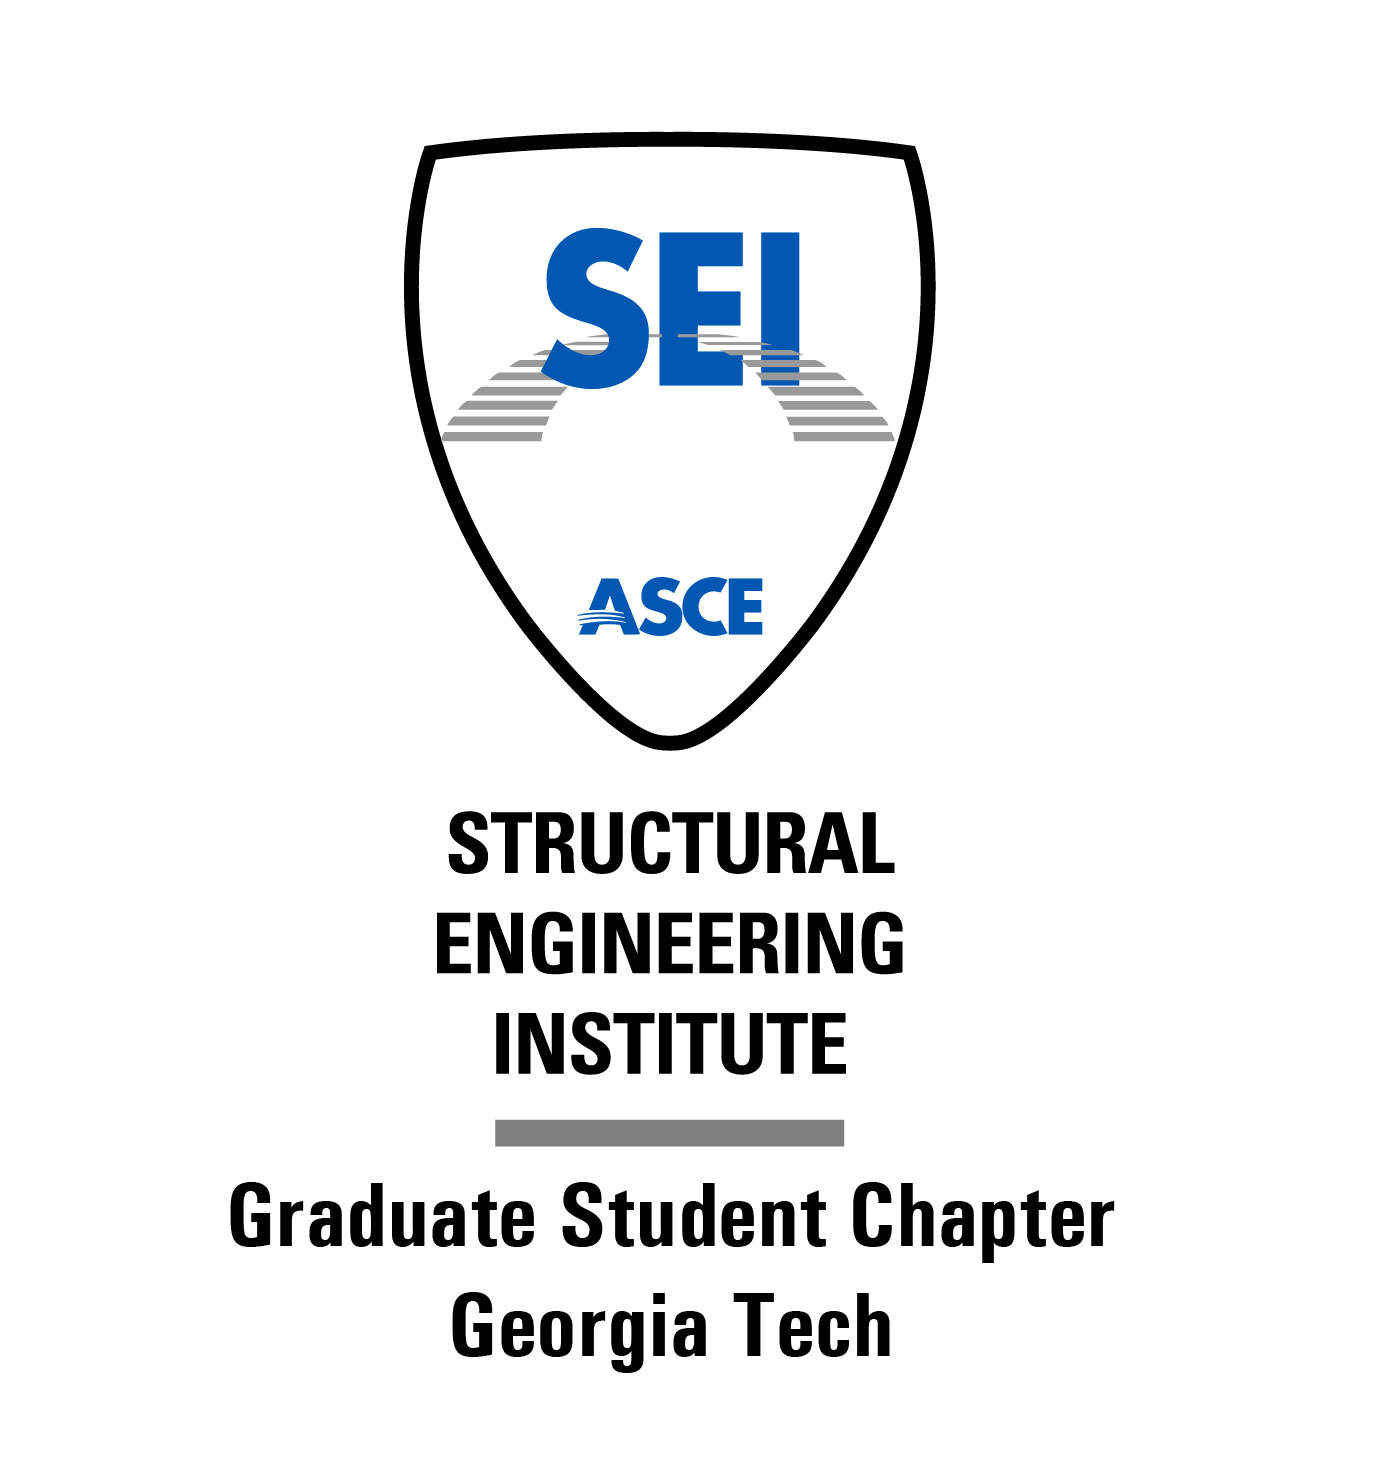 SEI
ASCE
STRUCTURAL
ENGINEERING
INSTITUTE
Graduate Student Chapter
Georgia Tech